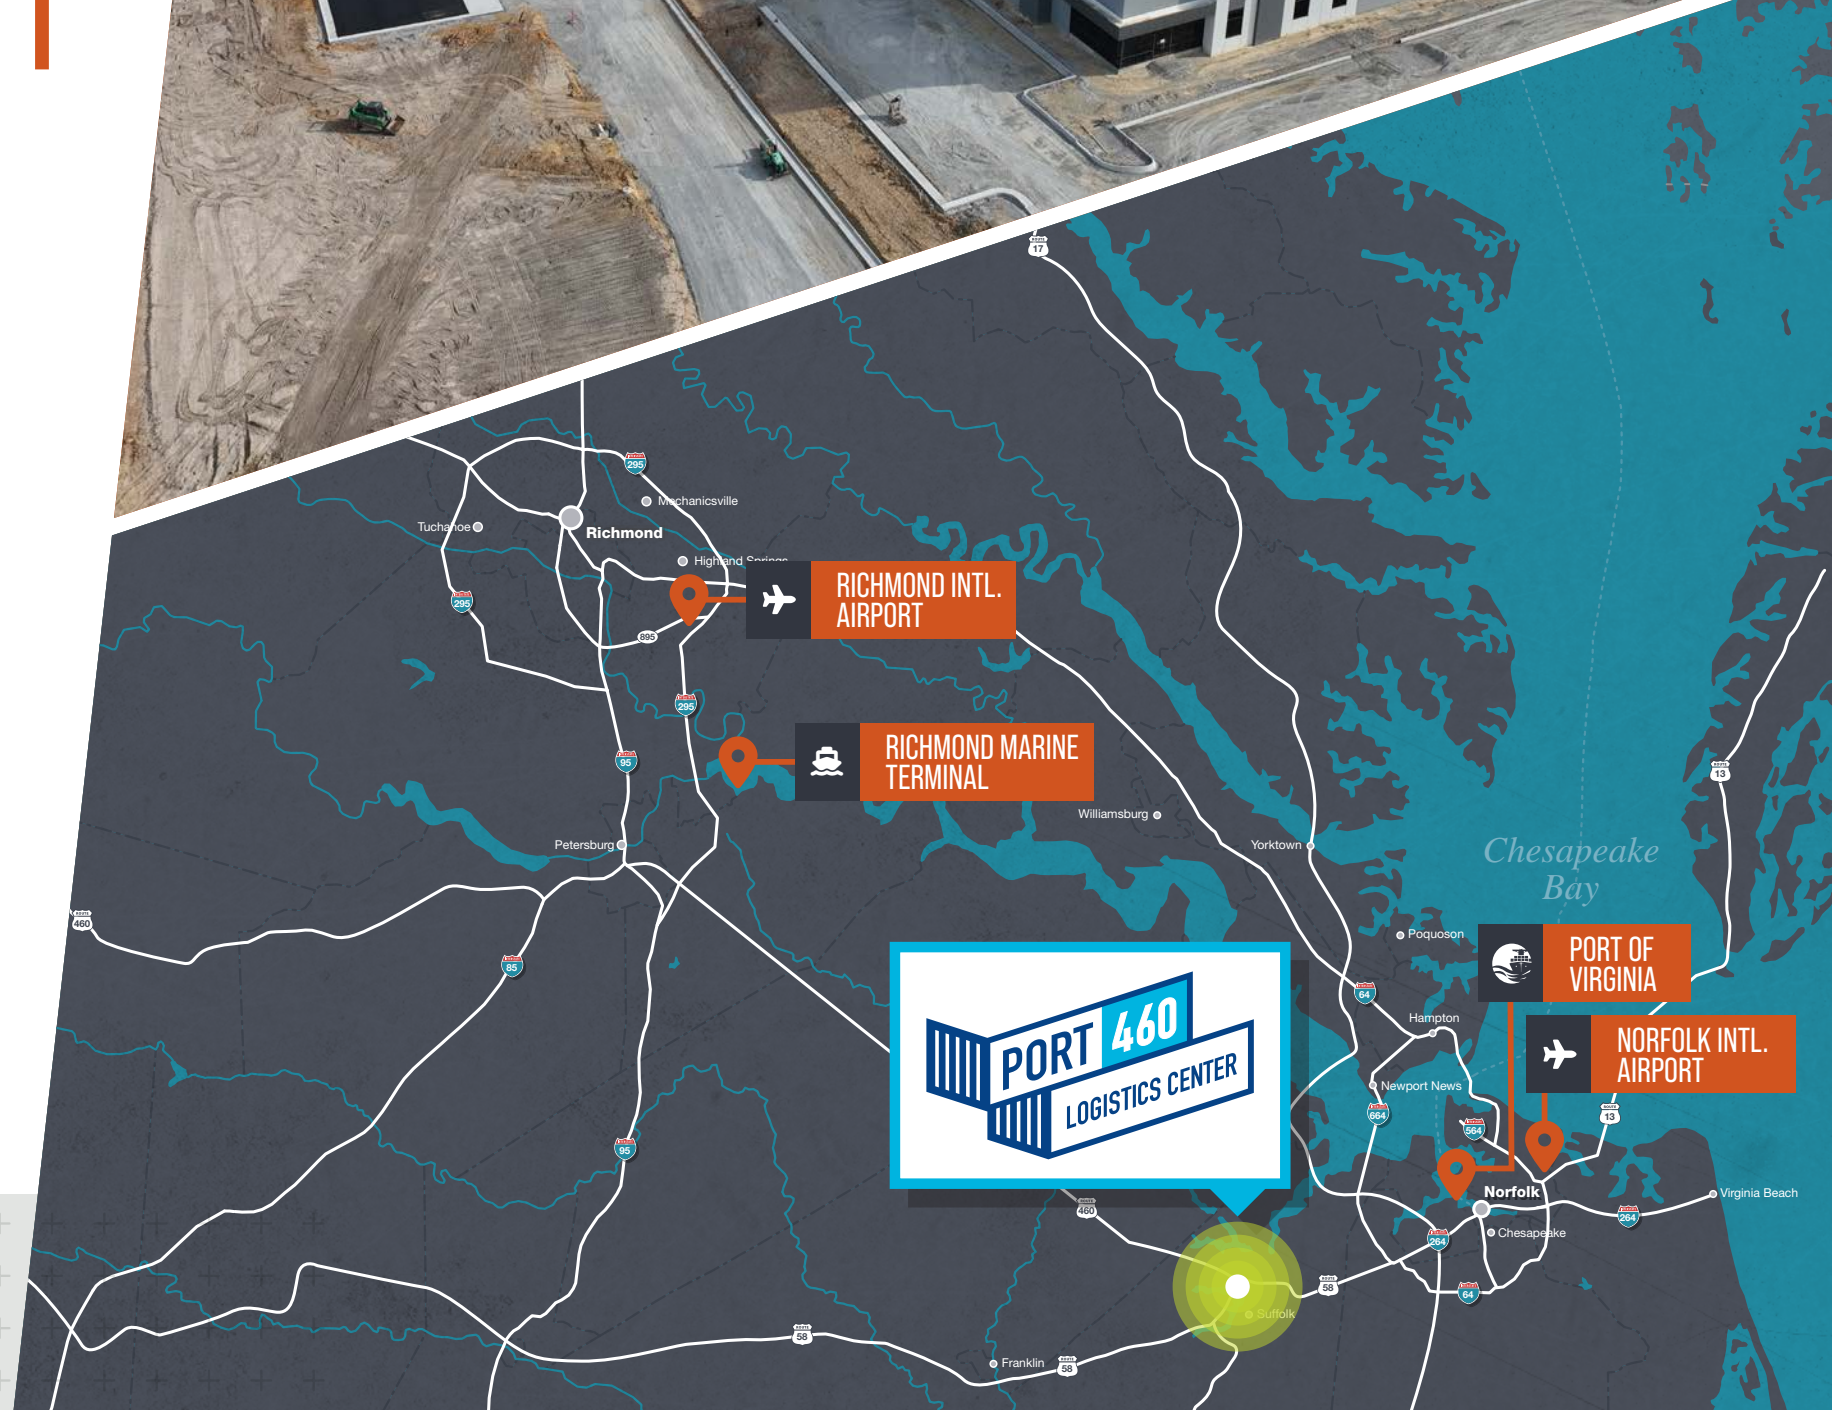 17
295
Mechanicsville
Tuchahoe
Richmond
Highland Springs
RICHMOND INTL.
AIRPORT
295
895
295
RICHMOND MARINE
TERMINAL
95
13
Williamsburg
Petersburg
Yorktown
Chesapeake
Bay
460
Poquoson
PORT OF
VIRGINIA
85
64
Hampton
PORT 460
LOGISTICS CENTER
NORFOLK INTL.
AIRPORT
Newport News
664
13
564
95
Norfolk
Virginia Beach
460
264
Chesapeake
264
58
64
Suffolk
58
Franklin
58